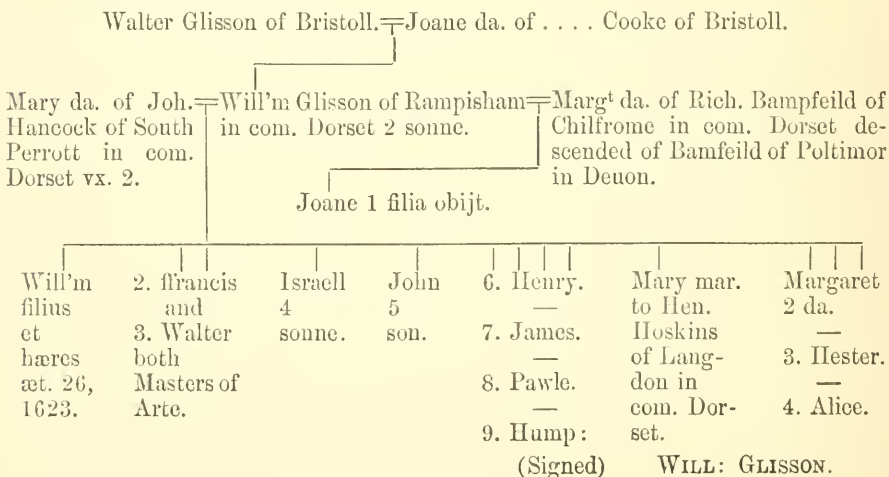 Walter Glisson of Bristoll. Joane da. of . . . . Cooke of Bristoll.
Mary da. of Joh.
Hancock of South
Perrott in com.
Dorset vx. 2.
Will'm Glisson of Rampisham
in com. Dorset 2 sonne.
Margt da. of Rich. Bampfeild of
Chilfrome in com. Dorset de-
scended of Bamfeild of Poltimor
in Deuon.
Joane 1 filia obijt.
Will'm
filius
et
hæres
æt. 26,
1623.
2. ffrancis
and
3. Walter
both
Masters of
Arte.
Israell
4
sonne.
John
5
son.
6. Henry.
—
7. James.
—
8. Pawle.
—
9. Hump :
Mary mar.
to Hen.
Hoskins
of Lang-
don in
com. Dor-
set.
Margaret
2 da.
—
3. Hester.
—
4. Alice.
(Signed) WILL: GLISSON.